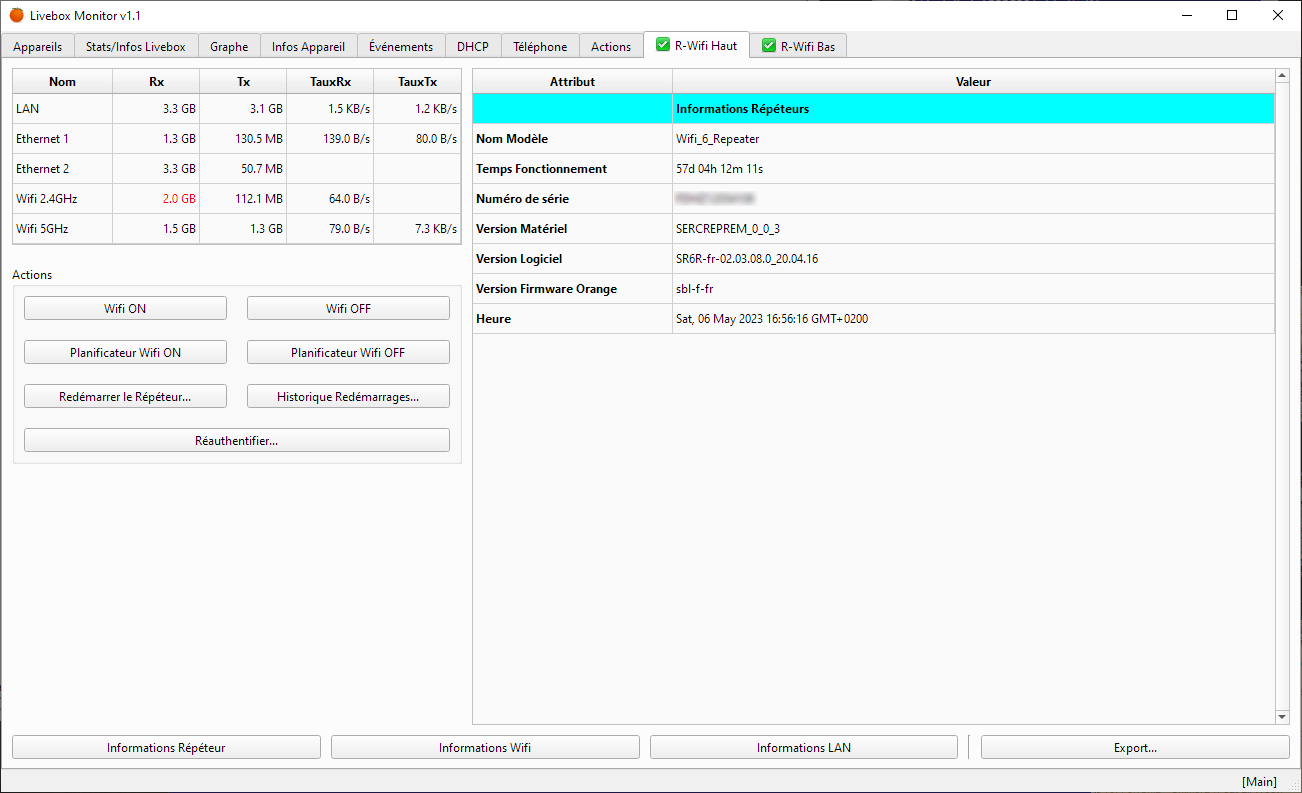 Livebox Monitor v1.1
Appareils Stats/Infos Livebox Graphe Infos Appareil Événements DHCP Téléphone Actions R-Wifi Haut R-Wifi Bas
Nom Rx Tx TauxRx TauxTx
LAN 3.3 GB 3.1 GB 1.5 KB/s 1.2 KB/s
Ethernet 1 1.3 GB 130.5 MB 139.0 B/s 80.0 B/s
Ethernet 2 3.3 GB 50.7 MB
Wifi 2.4GHz 2.0 GB 112.1 MB 64.0 B/s
Wifi 5GHz 1.5 GB 1.3 GB 79.0 B/s 7.3 KB/s
Actions
Wifi ON Wifi OFF
Planificateur Wifi ON Planificateur Wifi OFF
Redémarrer le Répéteur... Historique Redémarrages...
Réauthentifier...
Attribut Valeur
Informations Répéteurs
Nom Modèle Wifi_6_Repeater
Temps Fonctionnement 57d 04h 12m 11s
Numéro de série
Version Matériel SERCREPREM_0_0_3
Version Logiciel SR6R-fr-02.03.08.0_20.04.16
Version Firmware Orange sbl-f-fr
Heure Sat, 06 May 2023 16:56:16 GMT+0200
Informations Répéteur Informations Wifi Informations LAN Export...
[Main]